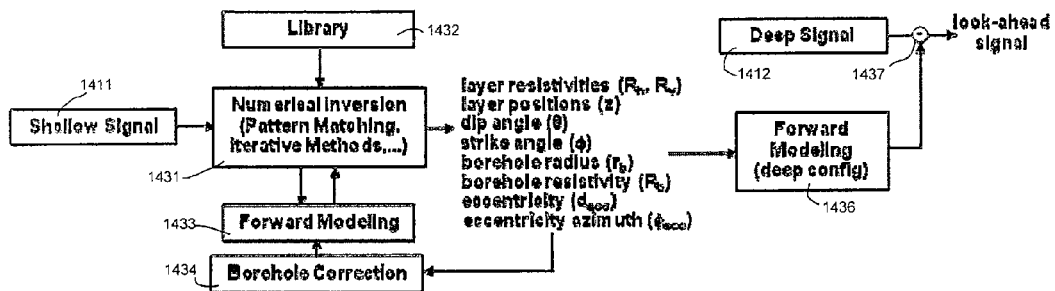 Library
1432
1411
Shallow Signal
Numerical Inversion
(Pattern Matching,
Iterative Methods,...)
1431
Forward Modeling
1433
Borehole Correction
1434
layer resistivities (Rh, Rv)
layer positions (z)
dip angle (θ)
strike angle (ϕ)
borehole radius (rb)
borehole resistivity (Rb)
eccentricity (decc)
eccentricity azimuth (ϕecc)
Deep Signal
1412
-
1437
look-ahead
signal
Forward
Modeling
(deep config)
1436